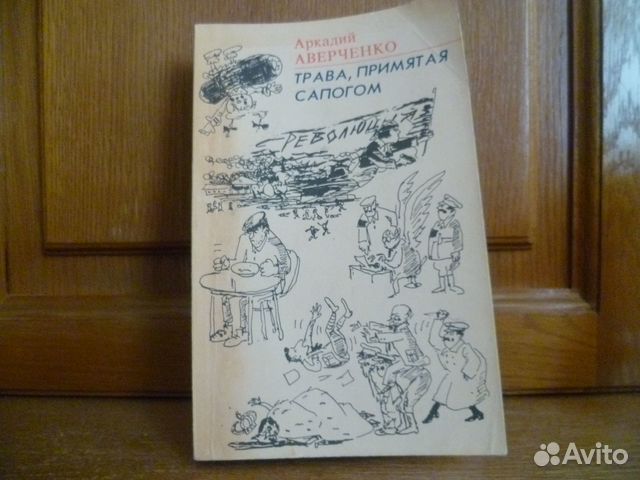 Аркадий
АВЕРЧЕНКО
ТРАВА, ПРИМЯТАЯ
САПОГОМ
РЕВОЛЮЦИЯ
Avito